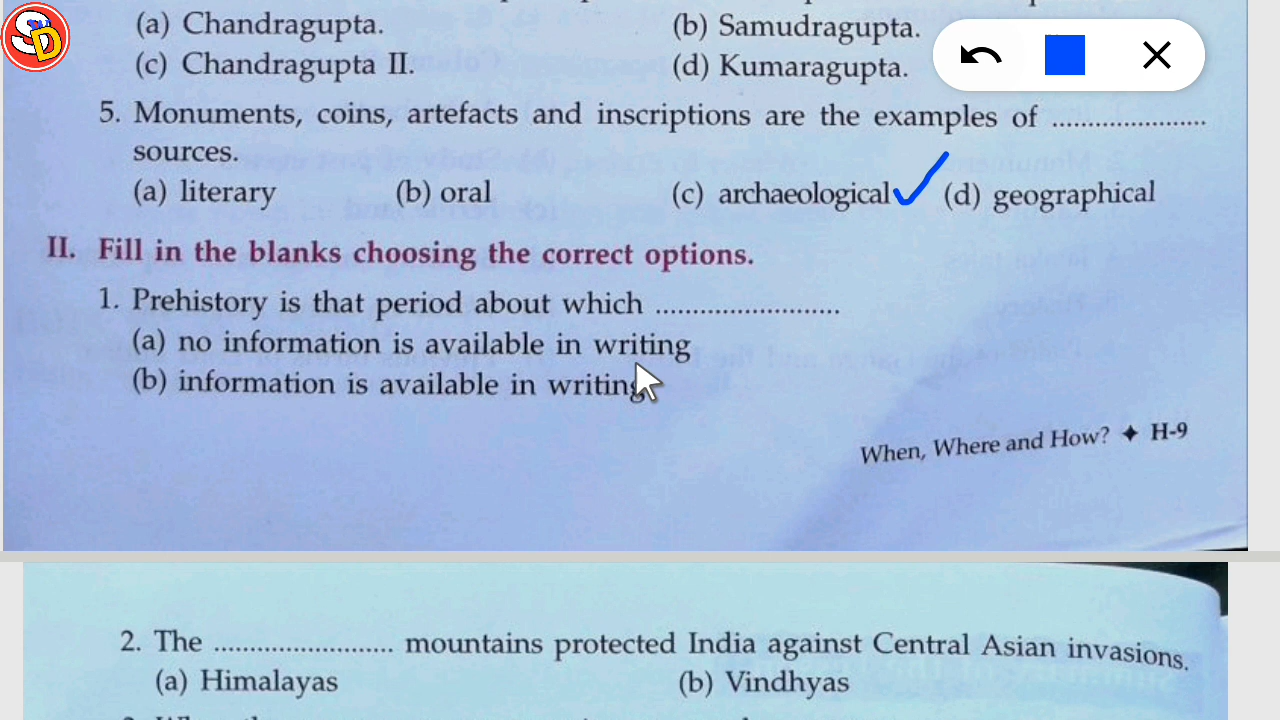 SD
(a) Chandragupta. (b) Samudragupta.
(c) Chandragupta II. (d) Kumaragupta.
5. Monuments, coins, artefacts and inscriptions are the examples of ......................
sources.
(a) literary (b) oral (c) archaeological (d) geographical
II. Fill in the blanks choosing the correct options.
1. Prehistory is that period about which .........................
(a) no information is available in writing
(b) information is available in writing
When, Where and How? ✦ H-9
2. The ......................... mountains protected India against Central Asian invasions.
(a) Himalayas (b) Vindhyas